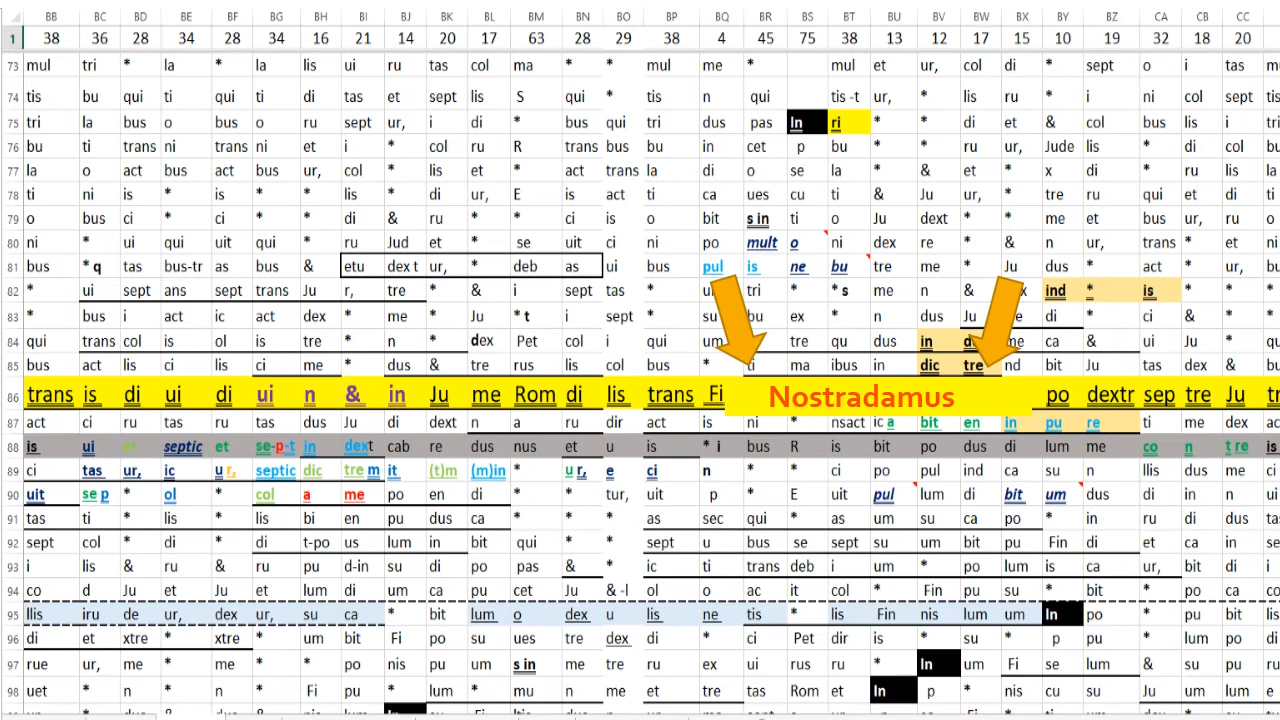 BB BC BD BE BF BG BH BI BJ BK BL BM BN BO BP BQ BR BS BT BU BV BW BX BY BZ CA CB CC
1 38 36 28 34 28 34 16 21 14 20 17 63 28 29 38 4 45 75 38 13 12 17 15 10 19 32 18 20
73 mul tri * la * la lis ui ru tas col ma * * mul me * mul et ur, col di * sept o i tas mu
74 tis bu qui ti qui ti di tas et sept lis S qui * tis n qui tis -t ur, * lis ru * i ni col sept tis
75 tri la bus o bus o ru sept ur, i di * bus qui tri dus pas In ri * * di et & col bus lis i tri
76 bu ti trans ni trans ni et i * col ru R trans bus bu in cet p bu * * ru ur, Jude lis * di col bu
77 la o act bus act bus ur, col * lis et * act trans la di o se la * & et * x di * ru lis la
78 ti ni is * is * * lis * di ur, E is act ti ca ues cu ti & Ju ur, * tre ru qui et di ti
79 o bus ci * ci * * di & ru * * ci is o bit s in ti o Ju dext * * me et bus ur, ru o
80 ni * ui qui uit qui * ru Jud et * se uit ci ni po mult o ni dex re * & n ur, trans * et ni
81 bus * q tas bus-tr as bus & etu dex t ur, * deb as ui bus pul is ne bu tre me * Ju dus * act * ur, bu
82 * ui sept ans sept trans Ju r, tre * & i sept tas * u tri * * s me n & x ind * is * * *
83 * bus i act ic act dex * me * Ju * t i sept * su bu ex * n dus Ju e di * ci & * *
84 qui trans col is ol is tre * n * dex Pet col i qui um tre qu dus in d me ca & ui Ju * qu
85 bus act lis ci lis ci me * dus & tre rus lis col bus * ti ma ibus in dic tre nd bit Ju tas dex & bu
86 trans is di ui di ui n & in Ju me Rom di lis trans Fi Nostradamus po dextr sep tre Ju tr
87 act ci ru tas ru tas dus Ju di dext n a ru di act is ni * nsact ic a bit en in pu re ti me dex ac
88 is ui et septic et se-p-t in dext cab re dus nus et u is * i bus R is bit po dus di lum me co n t re is
89 ci tas ur, ic u r, septic dic tre m it (t)m (m)in * u r, e ci n * * ci po pul ind ca su n llis dus me ci
90 uit se p * ol * col a me po en di * * tur, uit p * E uit pul lum di bit um dus di in n ui
91 tas ti * lis * lis bi en pu dus ca * * * as sec qui * as um su ca po * in ru di dus ta
92 sept col * di * di t-po us lum in bit qui * * sept u bus se sept su um bit pu Fin di et ca in se
93 i lis & ru & ru pu d-in su di po pas & * ic ti trans deb i um * po lum is ca ur, bit di i
94 co d Ju et Ju et lum di um ca pu cet Ju & -l o o ac it col * Fin pu su * bit * po ca co
95 llis iru de ur, dex ur, su ca * bit lum o dex u lis ne tis * lis Fin nis lum um In po * pu bit lis
96 di et xtre * xtre * um bit Fi po su ues tre dex di * ci Pet dir is * su * p pu * lum po di
97 rue ur, me * me * * po nis pu um s in me tre ru ex ui rus ru * In um Fi se lum & su pu ru
98 uet * n * n * Fi pu * lum * mu n me et tre tas Rom et In p * nis cu su Ju um lum e